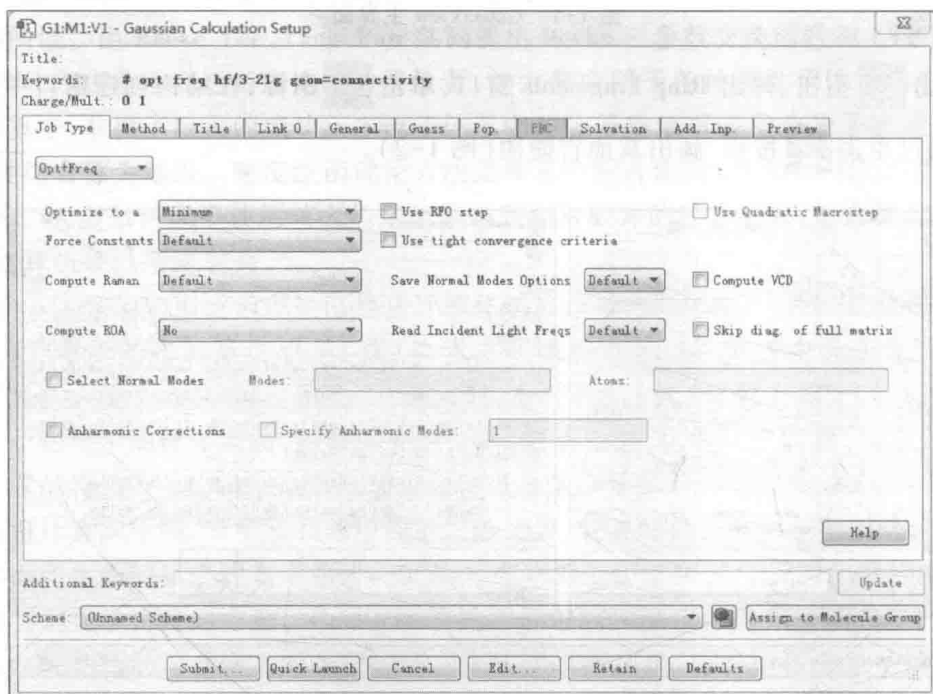 G1:M1:V1 - Gaussian Calculation Setup
Title:
Keywords: # opt freq hf/3-21g geom=connectivity
Charge/Mult.: 0 1
Job Type Method Title Link 0 General Guess Pop. PBC Solvation Add. Inp. Preview
Opt+Freq
Optimize to a Minimum Use RFO step Use Quadratic Macrostep
Force Constants Default Use tight convergence criteria
Compute Raman Default Save Normal Modes Options Default Compute VCD
Compute ROA No Read Incident Light Freqs Default Skip diag. of full matrix
Select Normal Modes Modes: Atoms:
Anharmonic Corrections Specify Anharmonic Modes: 1
Help
Additional Keywords: Update
Scheme: (Unnamed Scheme) Assign to Molecule Group
Submit... Quick Launch Cancel Edit... Retain Defaults